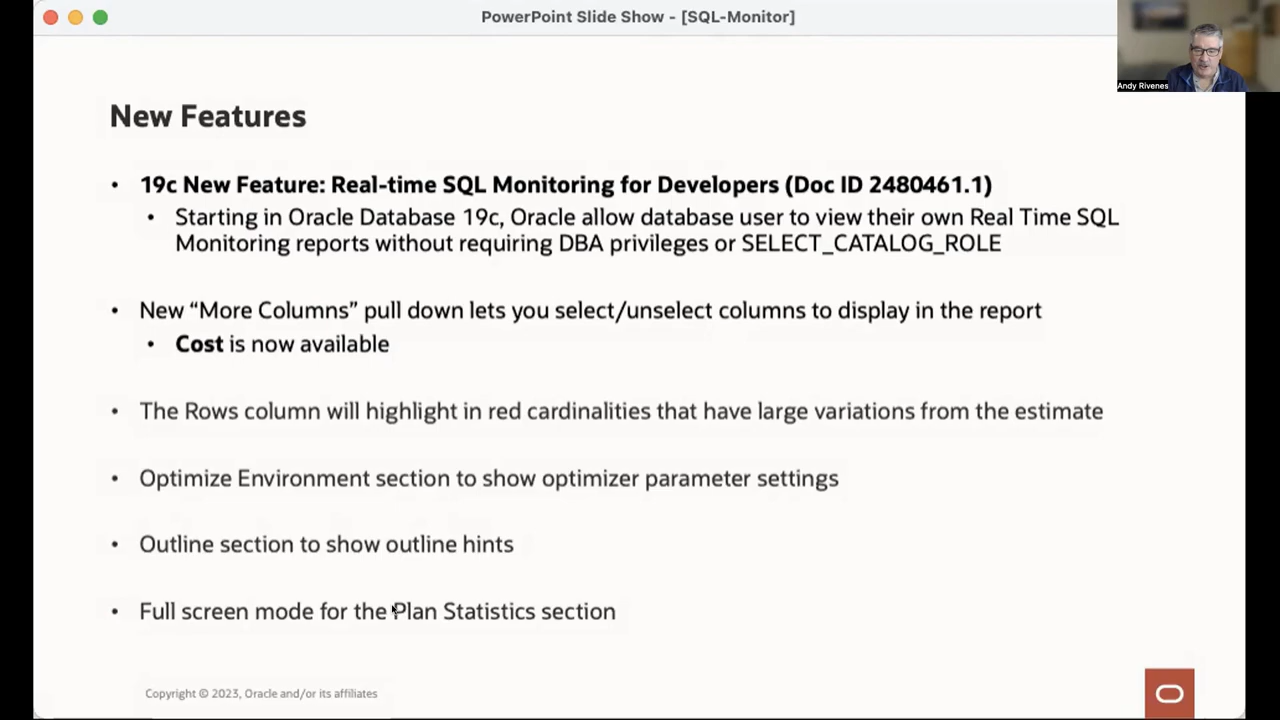 PowerPoint Slide Show - [SQL-Monitor]
Andy Rivenes
New Features
• 19c New Feature: Real-time SQL Monitoring for Developers (Doc ID 2480461.1)
• Starting in Oracle Database 19c, Oracle allow database user to view their own Real Time SQL
Monitoring reports without requiring DBA privileges or SELECT_CATALOG_ROLE
• New “More Columns” pull down lets you select/unselect columns to display in the report
• Cost is now available
• The Rows column will highlight in red cardinalities that have large variations from the estimate
• Optimize Environment section to show optimizer parameter settings
• Outline section to show outline hints
• Full screen mode for the Plan Statistics section
Copyright © 2023, Oracle and/or its affiliates